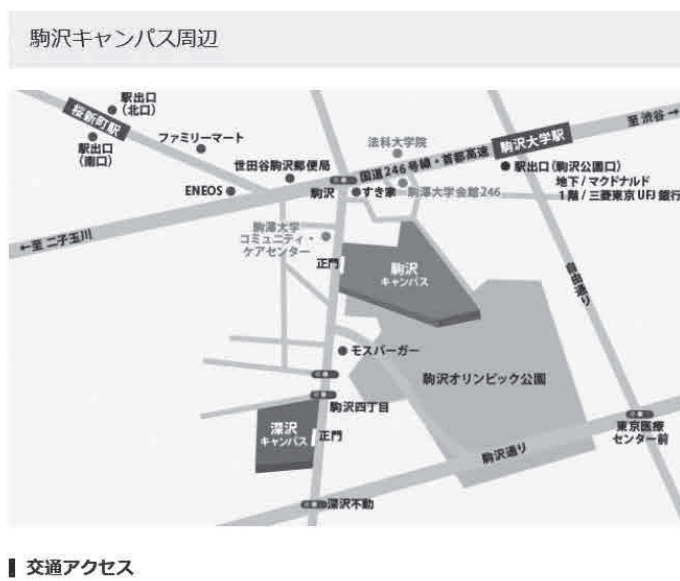 駒沢キャンパス周辺
駅出口
(北口)
桜新町駅
駅出口
(南口)
ファミリーマート
法科大学院
駒沢大学駅
至 渋谷→
国道246号線・首都高速
世田谷駒沢郵便局
駅出口(駒沢公園口)
地下/マクドナルド
1階/三菱東京UFJ銀行
ENEOS
駒沢
すき家
駒澤大学会館246
←至 二子玉川
駒澤大学
コミュニティ・
ケアセンター
正門
駒沢
キャンパス
自由通り
モスバーガー
駒沢オリンピック公園
駒沢四丁目
深沢
キャンパス
正門
東京医療
センター前
駒沢通り
深沢不動
交通アクセス